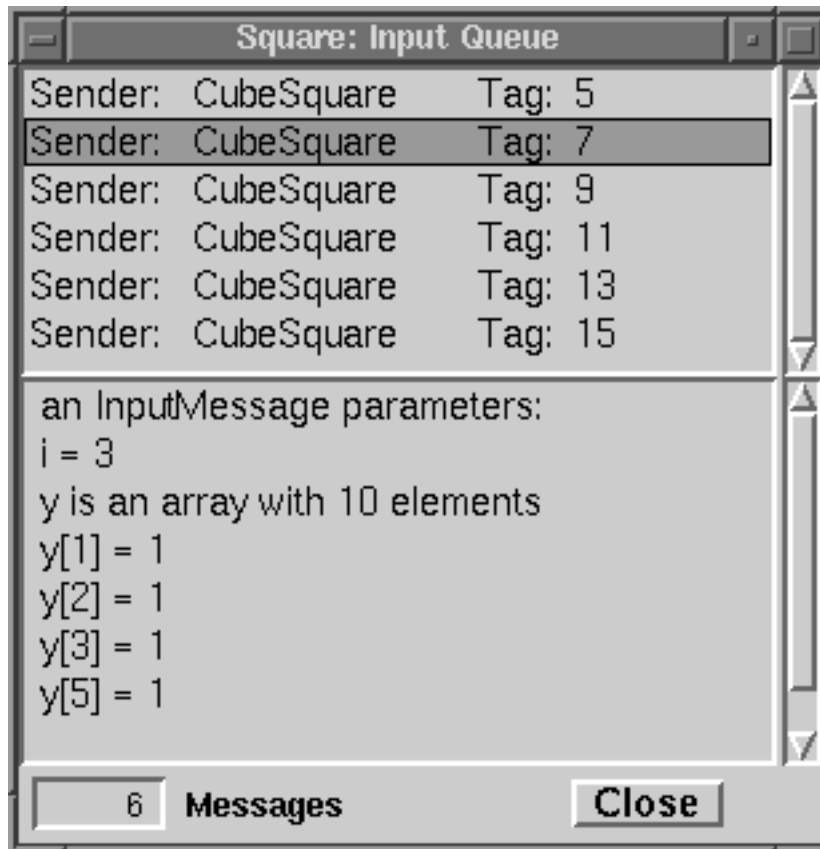 Square: Input Queue
Sender: CubeSquare Tag: 5
Sender: CubeSquare Tag: 7
Sender: CubeSquare Tag: 9
Sender: CubeSquare Tag: 11
Sender: CubeSquare Tag: 13
Sender: CubeSquare Tag: 15
an InputMessage parameters:
i = 3
y is an array with 10 elements
y[1] = 1
y[2] = 1
y[3] = 1
y[5] = 1
6 Messages Close